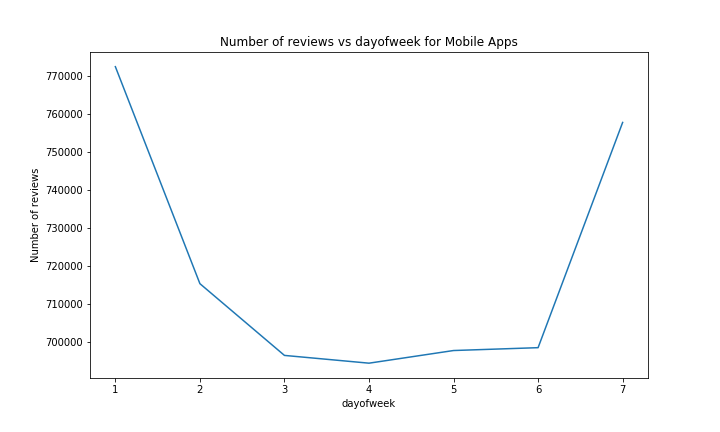 Number of reviews vs dayofweek for Mobile Apps
770000
760000
750000
740000
730000
720000
710000
700000
Number of reviews
1 2 3 4 5 6 7
dayofweek